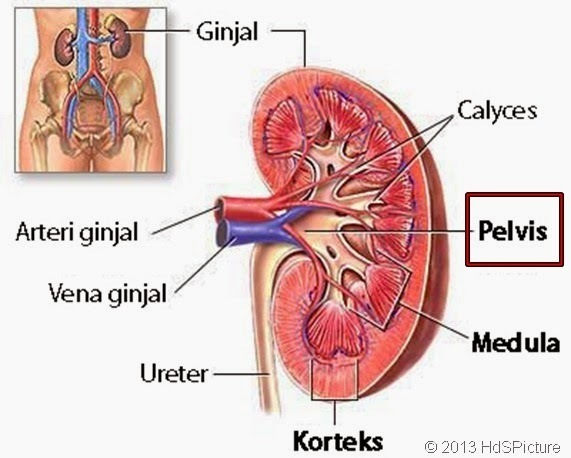 Ginjal
Calyces
Arteri ginjal
Pelvis
Vena ginjal
Medula
Ureter
Korteks
© 2013 HdSPicture